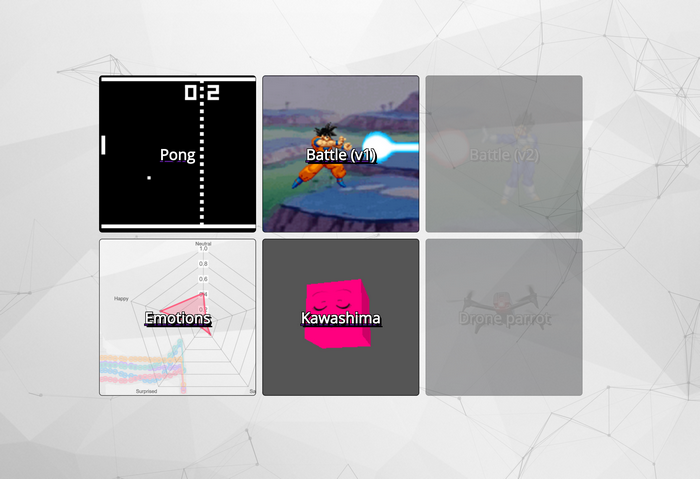 0:2
Pong
Battle (v1)
Battle (v2)
Neutral
1.0
0.8
0.6
Happy
Emotions
Surprised
Kawashima
Drone parrot